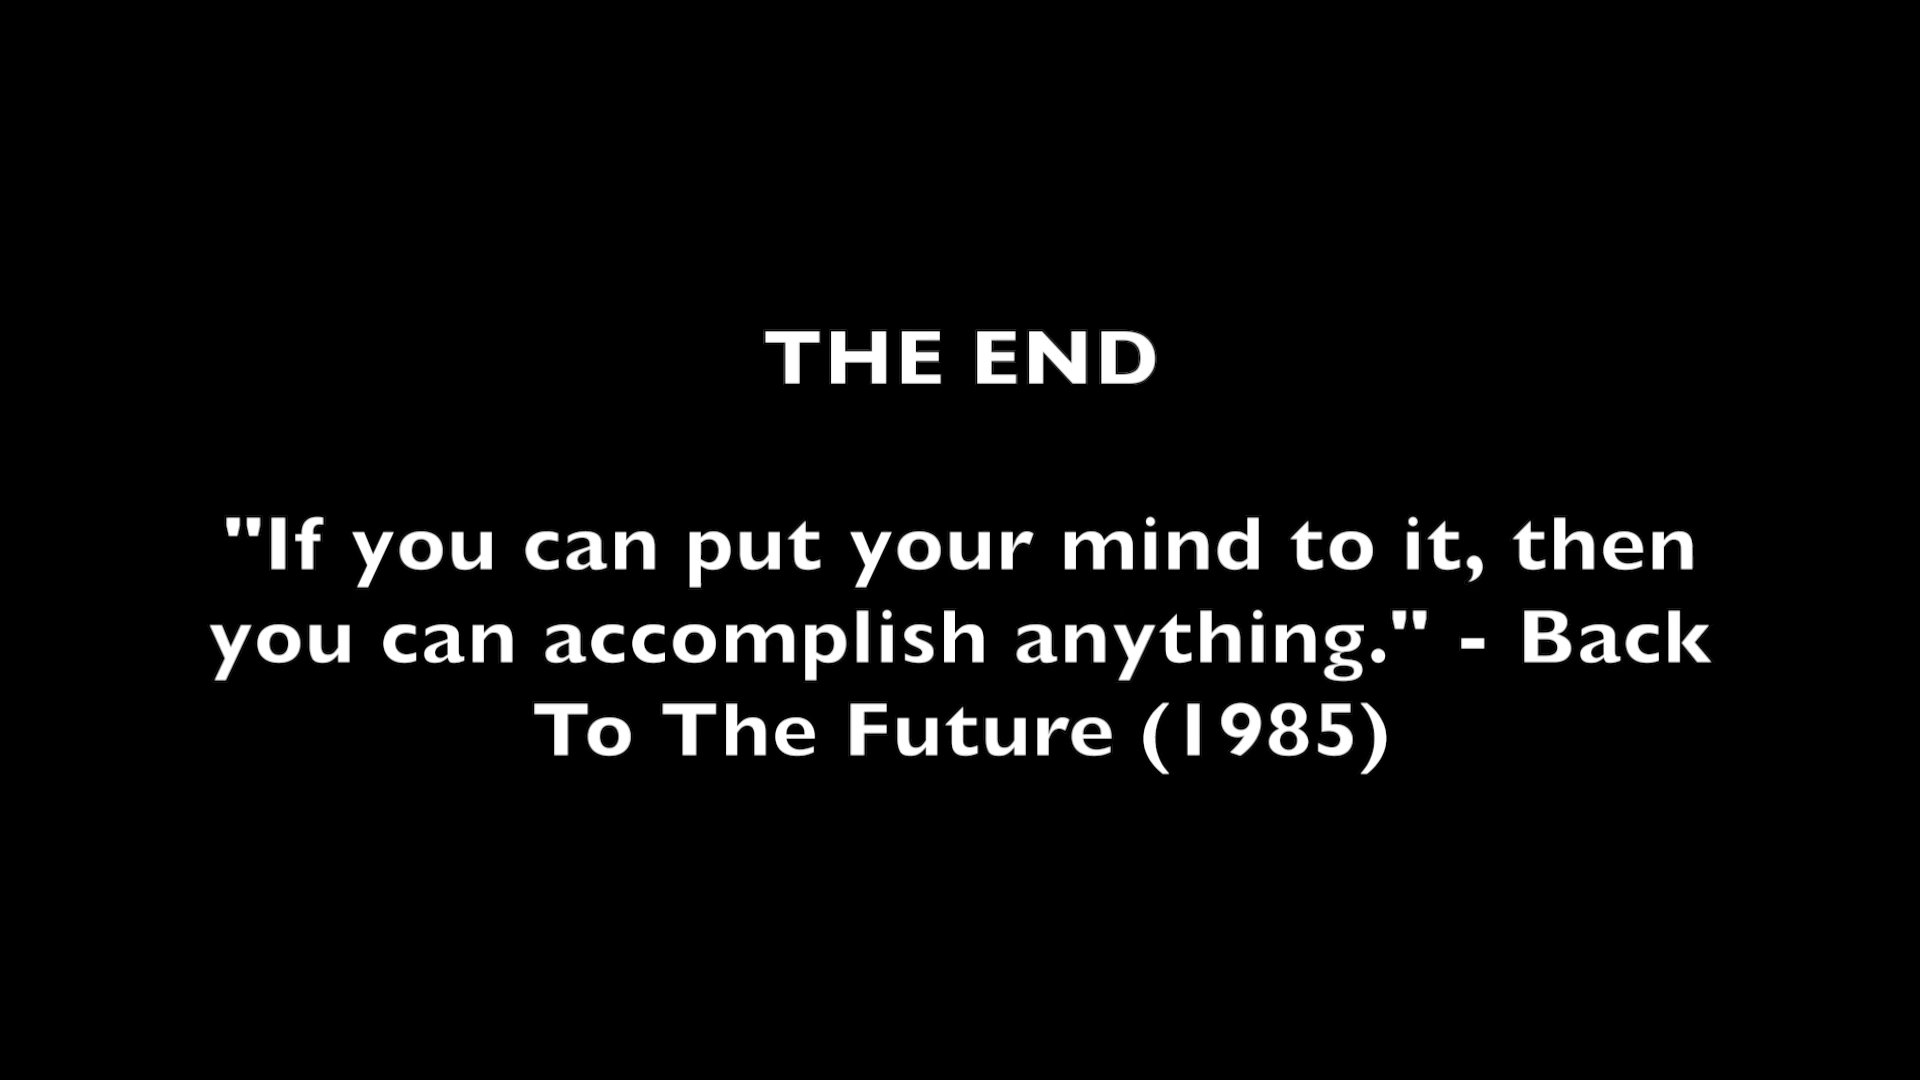 THE END
"If you can put your mind to it, then
you can accomplish anything." - Back
To The Future (1985)